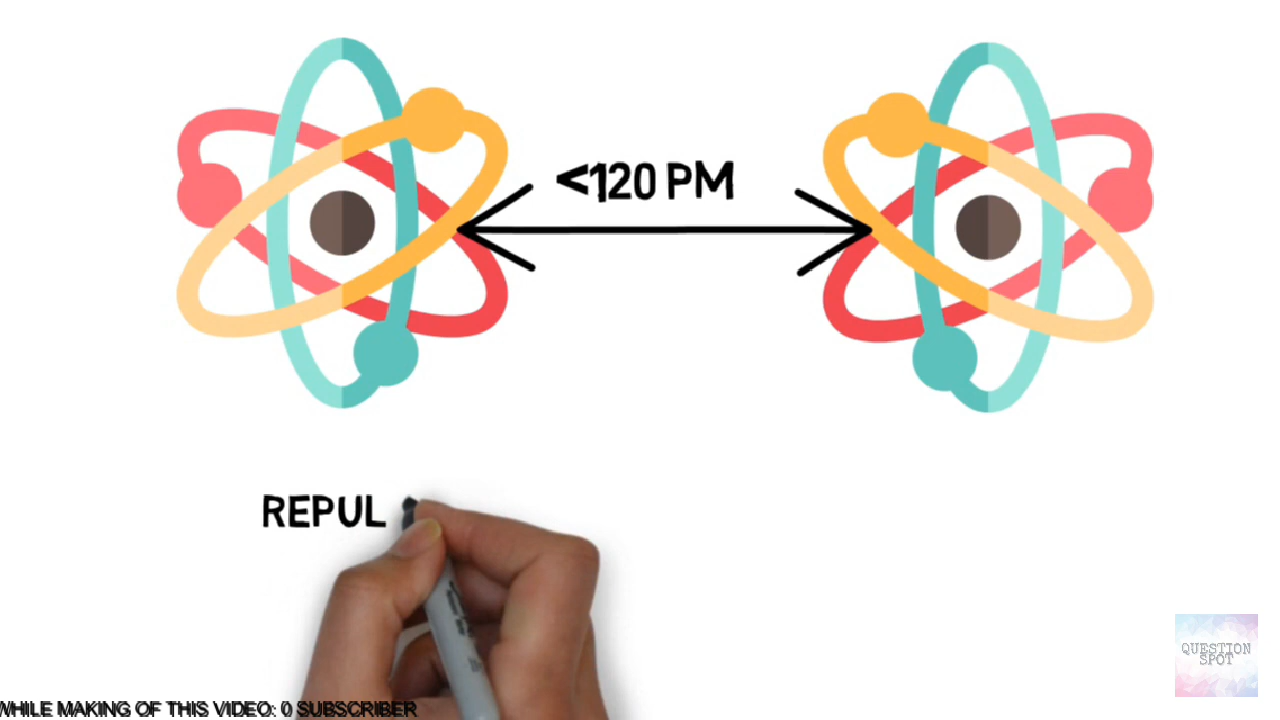 <120 PM
REPUL
QUESTION
SPOT
WHILE MAKING OF THIS VIDEO: 0 SUBSCRIBER